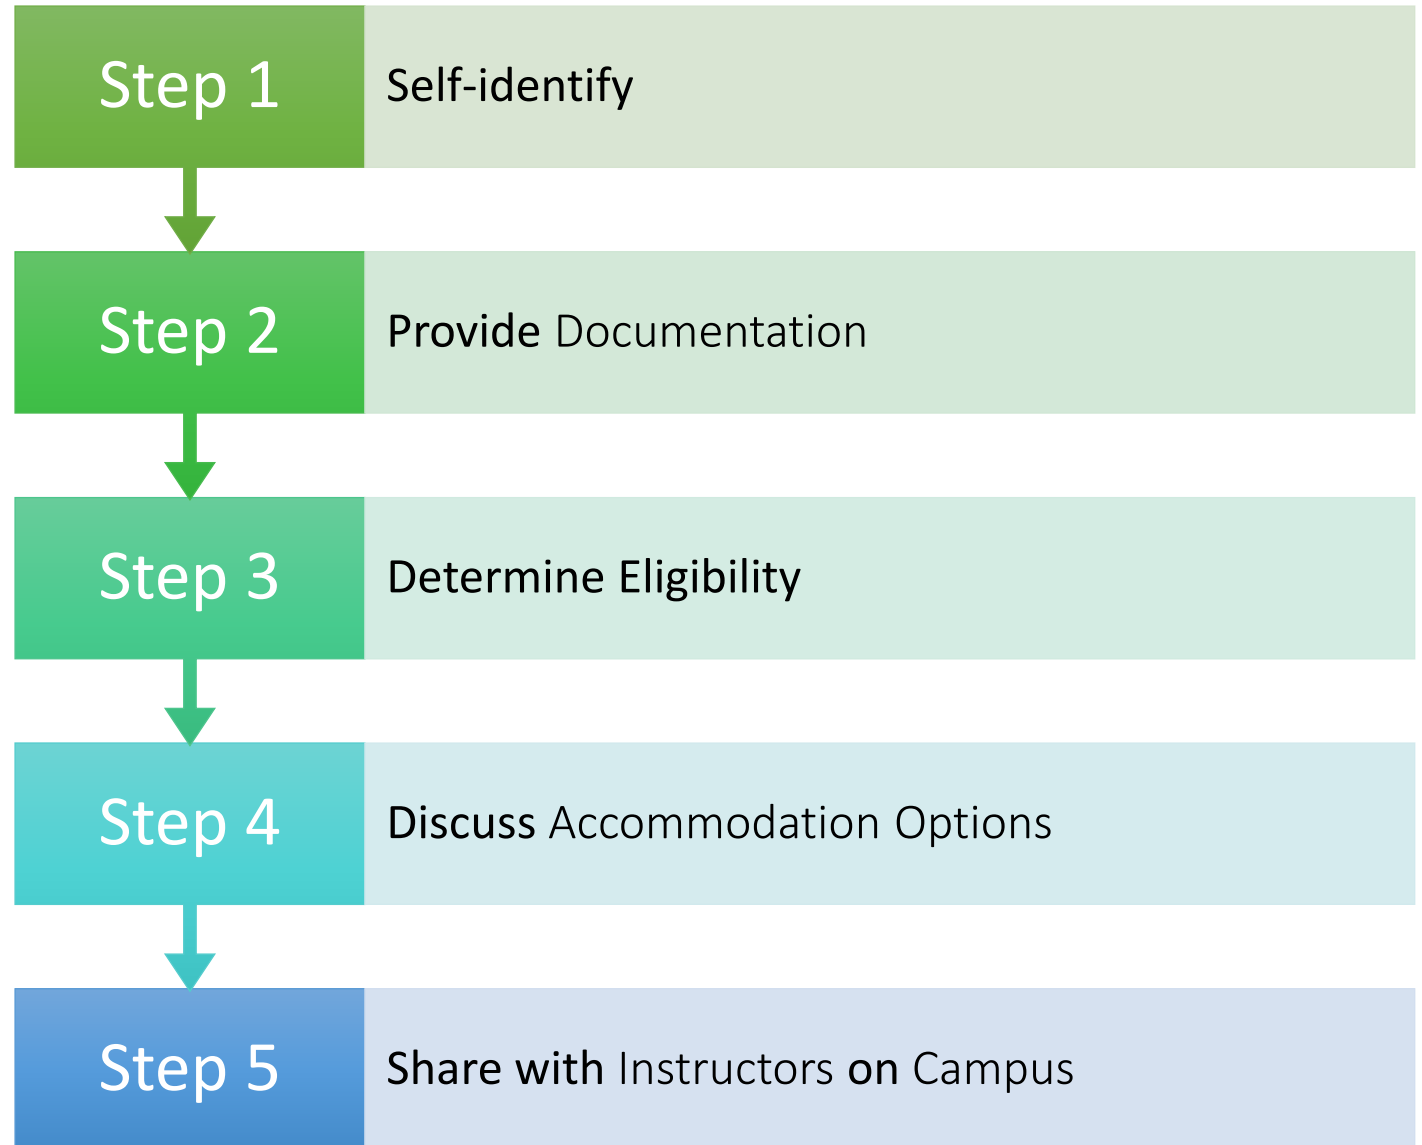 Step 1
Self-identify
Step 2
Provide Documentation
Step 3
Determine Eligibility
Step 4
Discuss Accommodation Options
Step 5
Share with Instructors on Campus